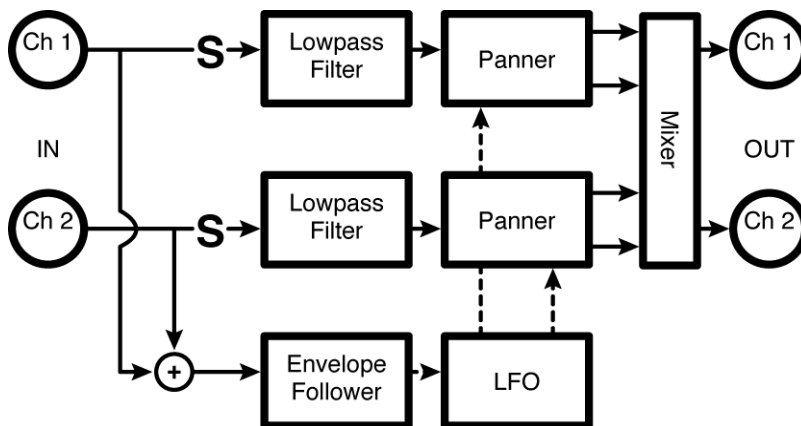 Ch 1
S
Lowpass
Filter
Panner
Mixer
Ch 1
IN
OUT
Ch 2
S
Lowpass
Filter
Panner
Ch 2
+
Envelope
Follower
LFO